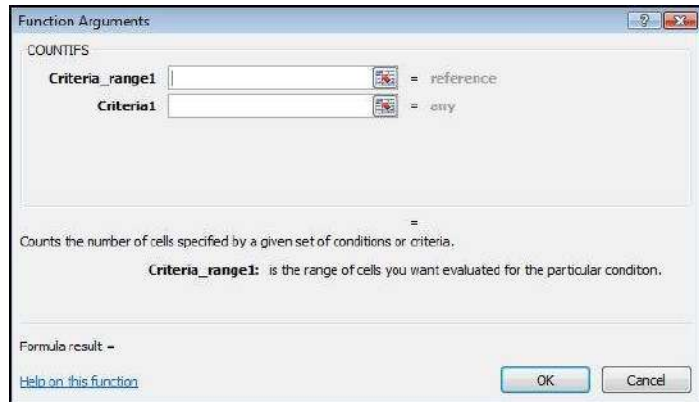 Function Arguments
COUNTIFS
Criteria_range1 = reference
Criteria1 = any
=
Counts the number of cells specified by a given set of conditions or criteria.
Criteria_range1: is the range of cells you want evaluated for the particular condition.
Formula result =
Help on this function OK Cancel